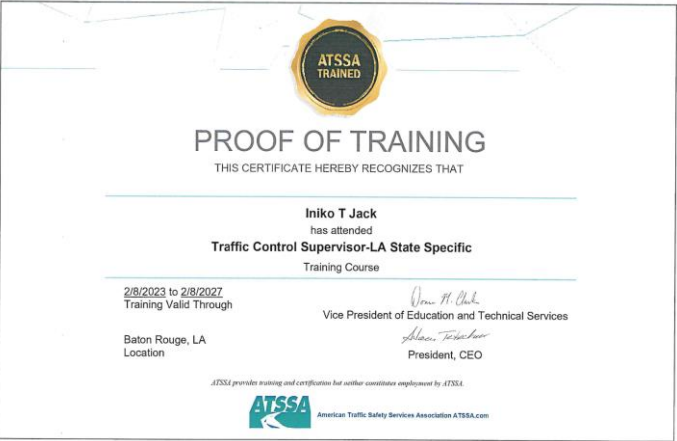 ATSSA
TRAINED
PROOF OF TRAINING
THIS CERTIFICATE HEREBY RECOGNIZES THAT
Iniko T Jack
has attended
Traffic Control Supervisor-LA State Specific
Training Course
2/8/2023 to 2/8/2027
Training Valid Through
Vice President of Education and Technical Services
Baton Rouge, LA
Location
President, CEO
ATSSA provides training and certification but neither constitutes employment by ATSSA.
ATSSA
American Traffic Safety Services Association ATSSA.com